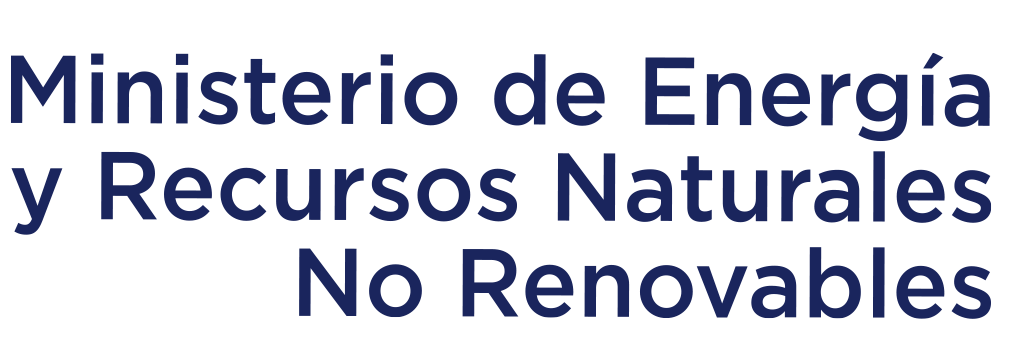 Ministerio de Energía
y Recursos Naturales
No Renovables